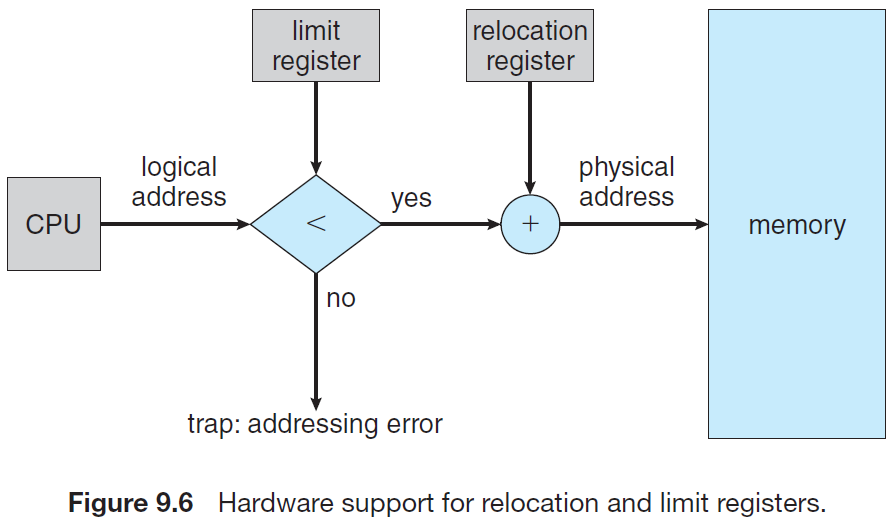 limit
register
relocation
register
logical
address
physical
address
CPU
<
yes
+
memory
no
trap: addressing error
Figure 9.6 Hardware support for relocation and limit registers.